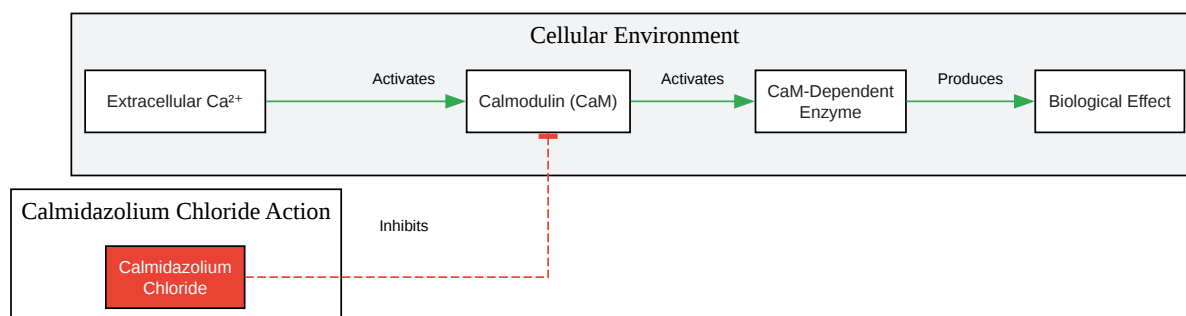 Cellular Environment
Activates
Activates
Produces
Extracellular Ca²⁺
Calmodulin (CaM)
CaM-Dependent
Enzyme
Biological Effect
Calmidazolium Chloride Action
Inhibits
Calmidazolium
Chloride